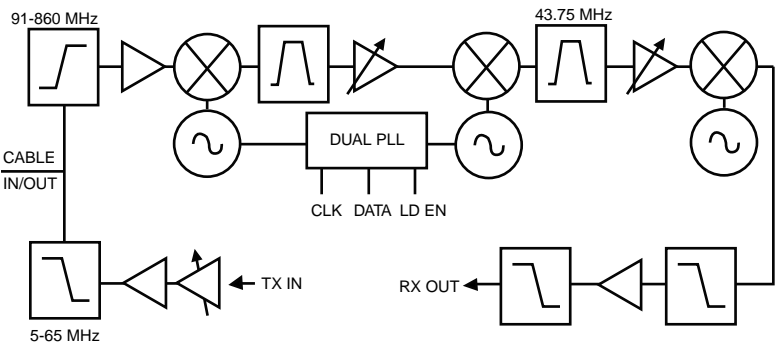 91-860 MHz
43.75 MHz
DUAL PLL
CABLE
IN/OUT
CLK DATA LD EN
TX IN
RX OUT
5-65 MHz